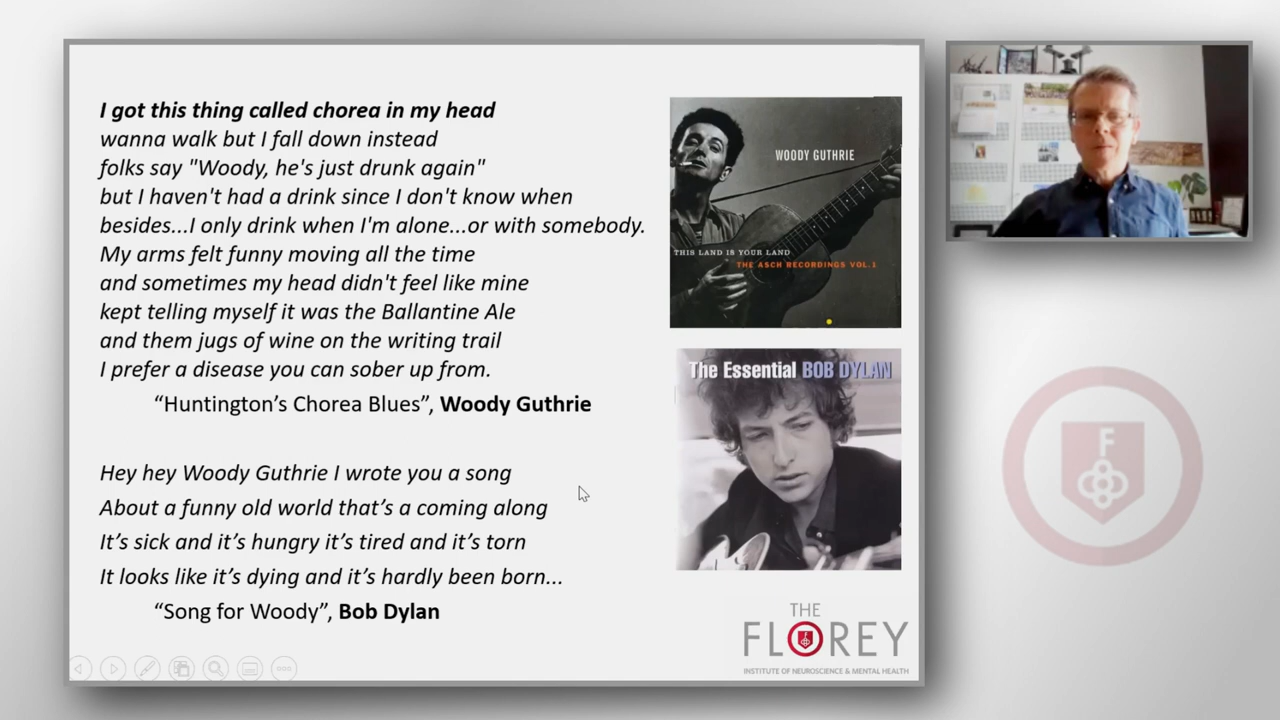 I got this thing called chorea in my head
wanna walk but I fall down instead
folks say "Woody, he's just drunk again"
but I haven't had a drink since I don't know when
besides...I only drink when I'm alone...or with somebody.
My arms felt funny moving all the time
and sometimes my head didn't feel like mine
kept telling myself it was the Ballantine Ale
and them jugs of wine on the writing trail
I prefer a disease you can sober up from.
“Huntington’s Chorea Blues”, Woody Guthrie
Hey hey Woody Guthrie I wrote you a song
About a funny old world that’s a coming along
It’s sick and it’s hungry it’s tired and it’s torn
It looks like it’s dying and it’s hardly been born...
“Song for Woody”, Bob Dylan
WOODY GUTHRIE
THIS LAND IS YOUR LAND
THE ASCH RECORDINGS VOL.1
The Essential BOB DYLAN
THE
FLOREY
INSTITUTE OF NEUROSCIENCE & MENTAL HEALTH
F